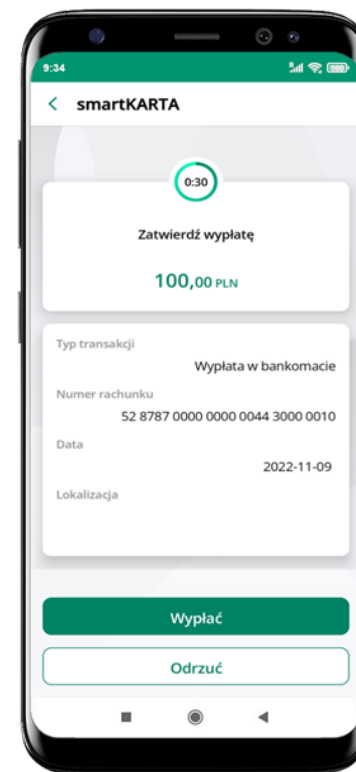 9:34
smartKARTA
0:30
Zatwierdź wypłatę
100,00 PLN
Typ transakcji
Wypłata w bankomacie
Numer rachunku
52 8787 0000 0000 0044 3000 0010
Data
2022-11-09
Lokalizacja
Wypłać
Odrzuć